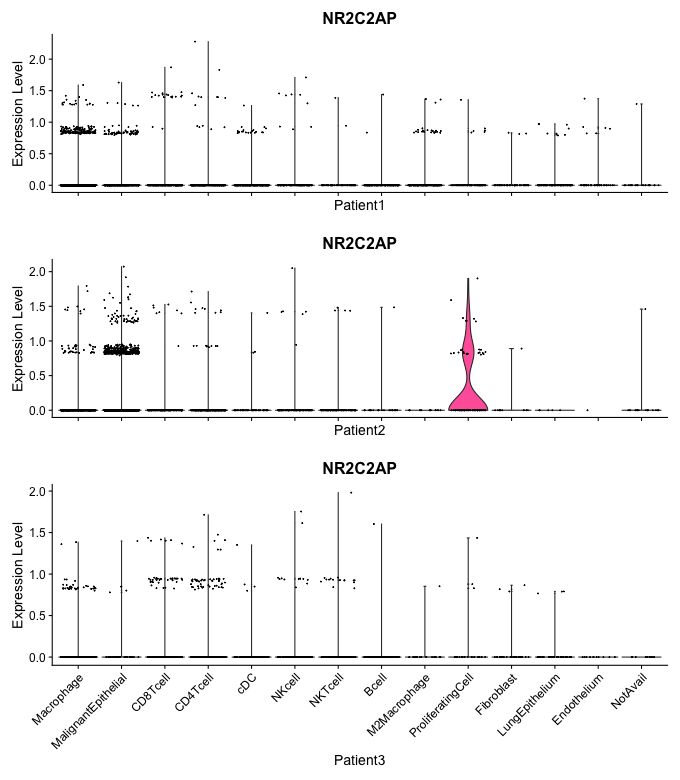 NR2C2AP
Expression Level
2.0
1.5
1.0
0.5
0.0
Patient1
NR2C2AP
Expression Level
2.0
1.5
1.0
0.5
0.0
Patient2
NR2C2AP
Expression Level
2.0
1.5
1.0
0.5
0.0
Macrophage
MalignantEpithelial
CD8Tcell
CD4Tcell
cDC
NKcell
NKTcell
Bcell
M2Macrophage
ProliferatingCell
Fibroblast
LungEpithelium
Endothelium
NotAvail
Patient3